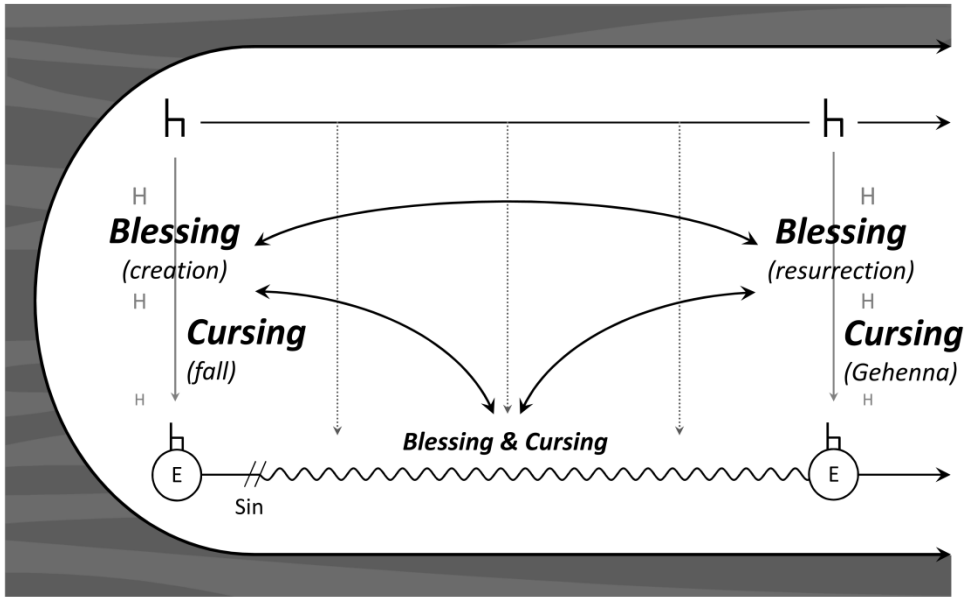 H
H
Blessing
(creation)
Blessing
(resurrection)
H
H
Cursing
(fall)
Cursing
(Gehenna)
H
H
Blessing & Cursing
E
E
Sin